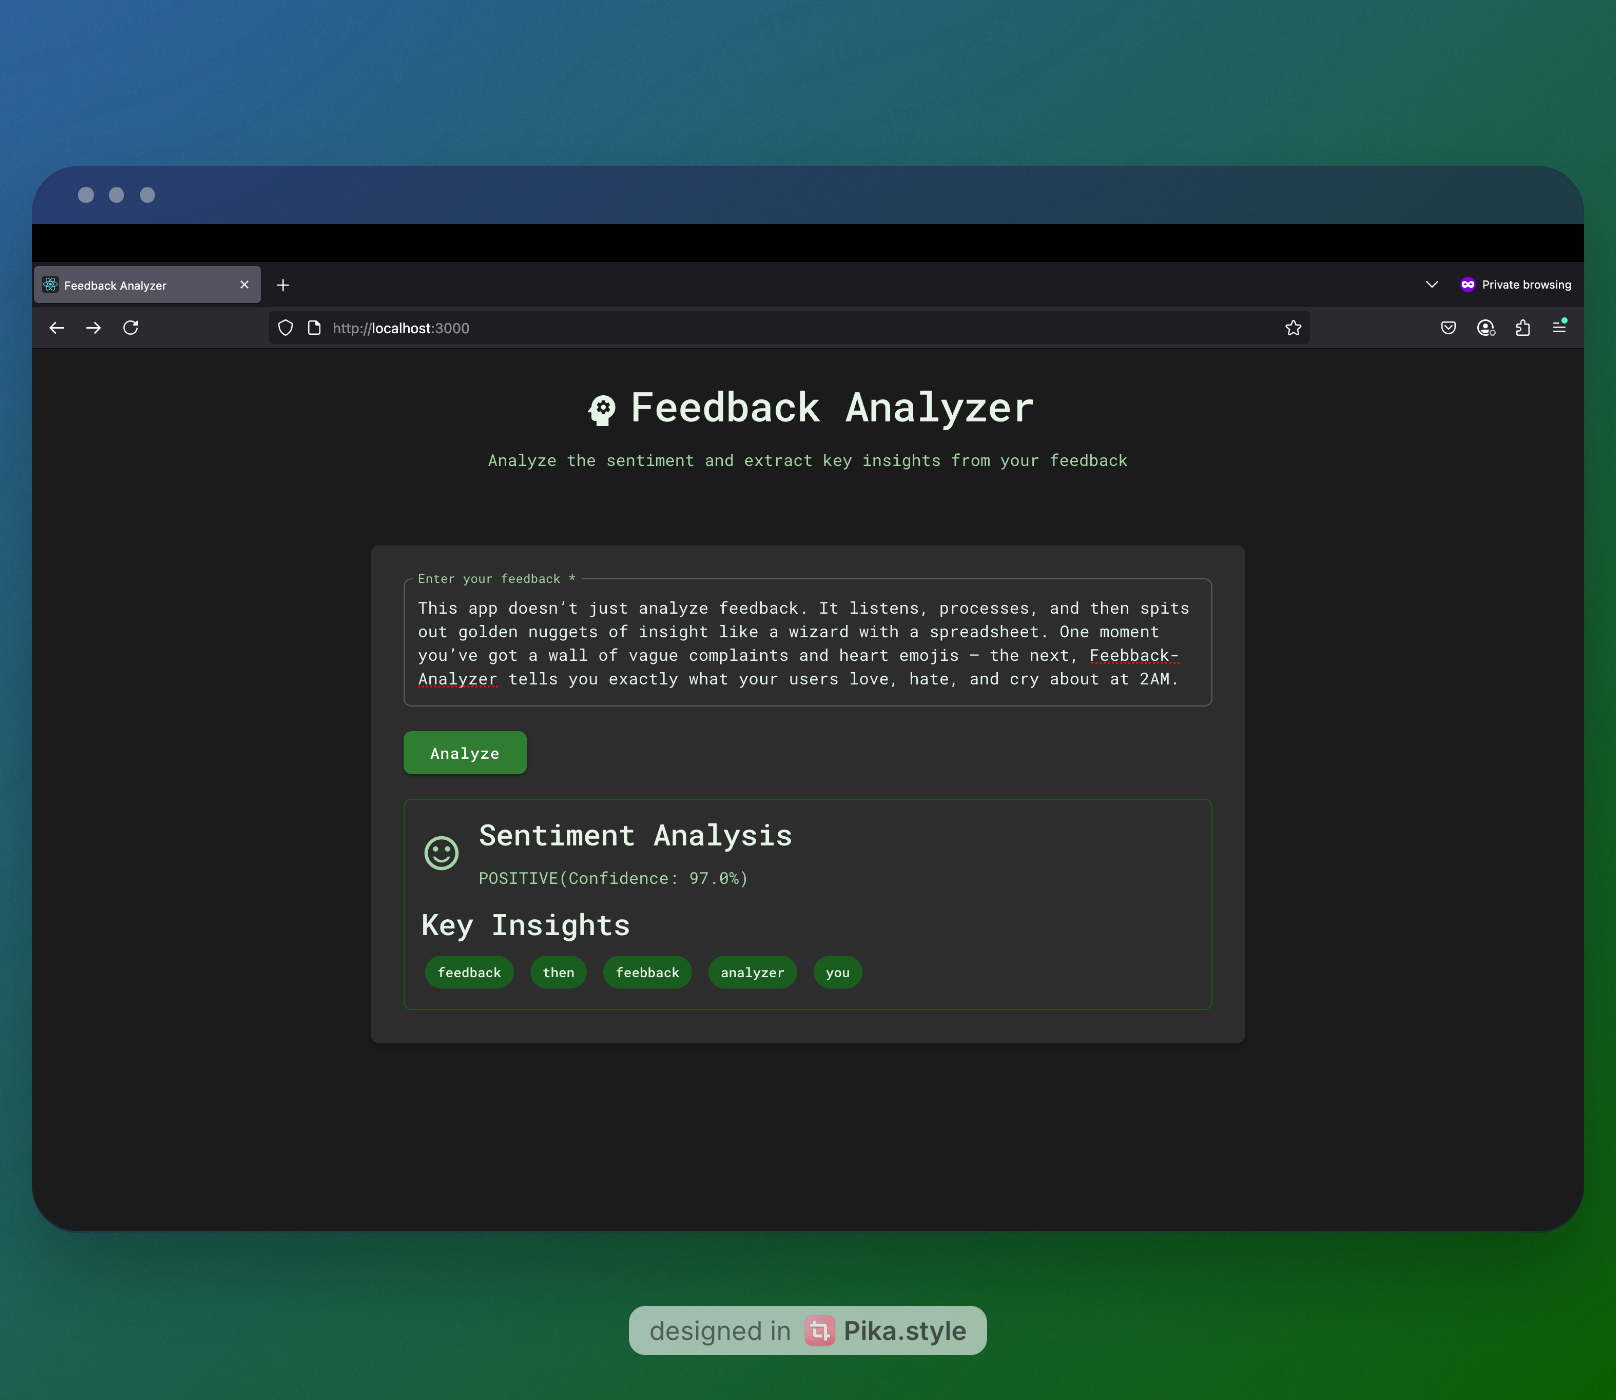 Feedback Analyzer
Private browsing
http://localhost:3000
Feedback Analyzer
Analyze the sentiment and extract key insights from your feedback
Enter your feedback *
This app doesn’t just analyze feedback. It listens, processes, and then spits
out golden nuggets of insight like a wizard with a spreadsheet. One moment
you’ve got a wall of vague complaints and heart emojis — the next, Feebback-
Analyzer tells you exactly what your users love, hate, and cry about at 2AM.
Analyze
Sentiment Analysis
POSITIVE(Confidence: 97.0%)
Key Insights
feedback then feebback analyzer you
designed in Pika.style